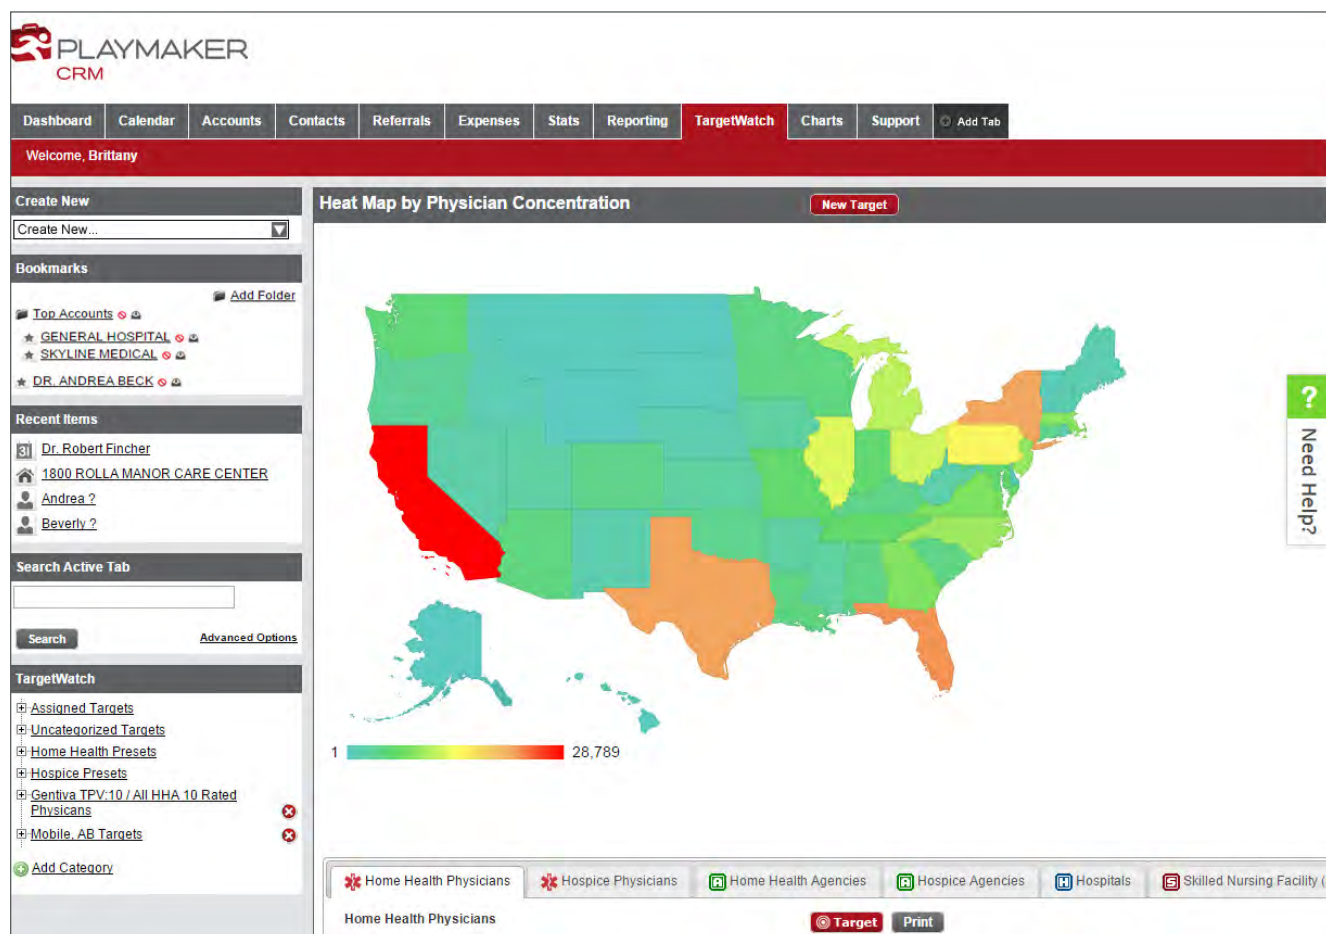 PLAYMAKER
CRM
Dashboard Calendar Accounts Contacts Referrals Expenses Stats Reporting TargetWatch Charts Support Add Tab
Welcome, Brittany
Create New
Create New...
Bookmarks
Add Folder
Top Accounts
GENERAL HOSPITAL
SKYLINE MEDICAL
DR. ANDREA BECK
Recent Items
31 Dr. Robert Fincher
1800 ROLLA MANOR CARE CENTER
Andrea ?
Beverly ?
Search Active Tab
Search Advanced Options
TargetWatch
Assigned Targets
Uncategorized Targets
Home Health Presets
Hospice Presets
Gentiva TPV:10 / All HHA 10 Rated
Physicans
Mobile, AB Targets
Add Category
Heat Map by Physician Concentration New Target
1 28,789
? Need Help?
Home Health Physicians Hospice Physicians Home Health Agencies Hospice Agencies H Hospitals S Skilled Nursing Facility (
Home Health Physicians Target Print